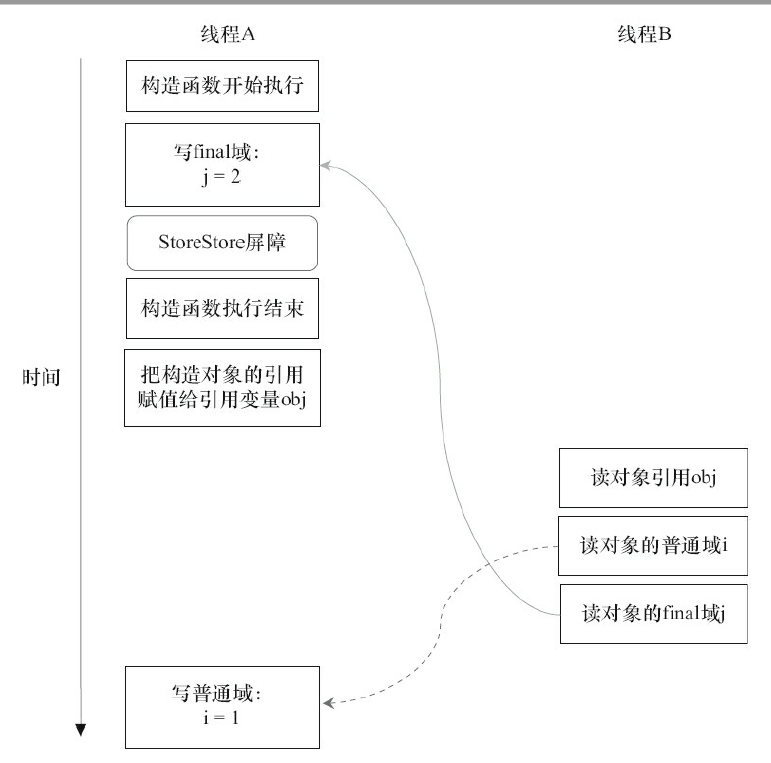 线程A
线程B
构造函数开始执行
写final域：
j = 2
StoreStore屏障
构造函数执行结束
时间
把构造对象的引用
赋值给引用变量obj
读对象引用obj
读对象的普通域i
读对象的final域j
写普通域：
i = 1